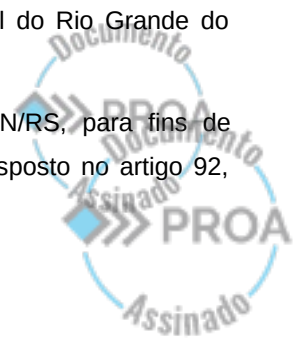 l do Rio Grande do
Documento
N/RS, para fins de
PROA
Documento
sposto no artigo 92,
Assinado
PROA
Assinado